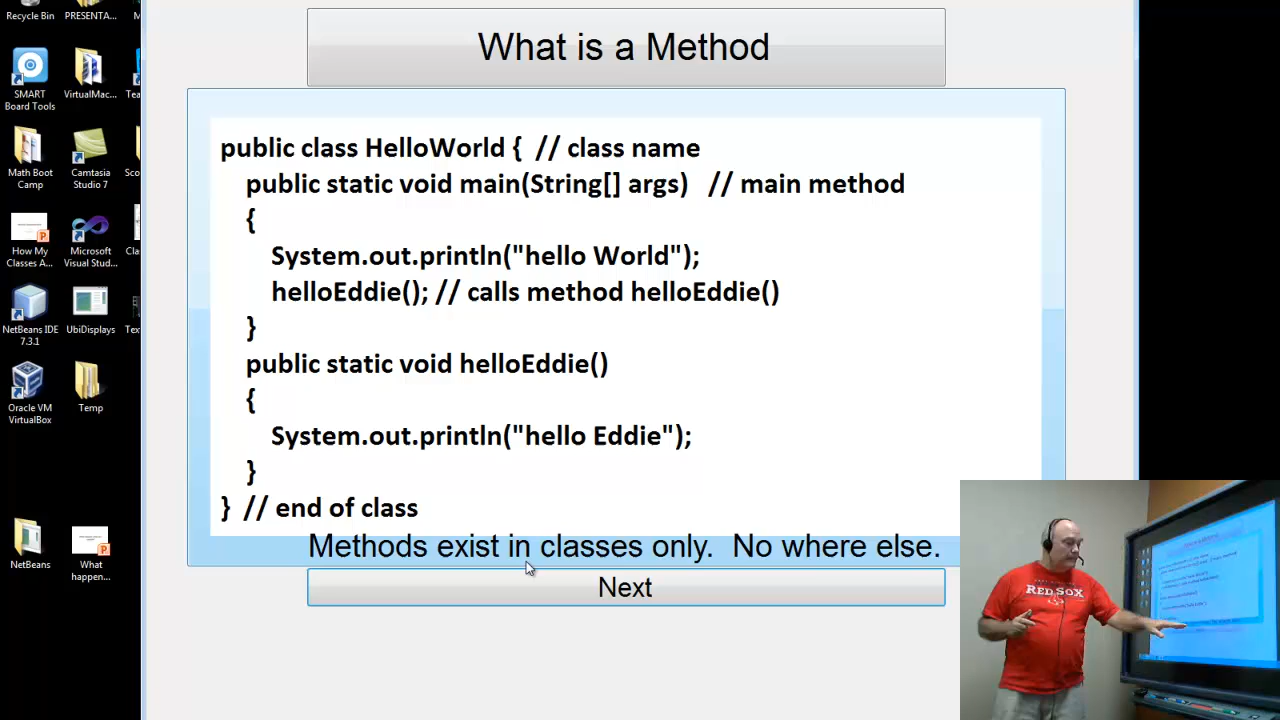 Recycle Bin
PRESENTA...
M
SMART
Board Tools
VirtualMac...
Tea
Math Boot
Camp
Camtasia
Studio 7
Sco
How My
Classes A...
Microsoft
Visual Stud...
Cla
NetBeans IDE
7.3.1
UbiDisplays
Tex
Oracle VM
VirtualBox
Temp
NetBeans
What
happen...
What is a Method
public class HelloWorld { // class name
public static void main(String[] args) // main method
{
System.out.println("hello World");
helloEddie(); // calls method helloEddie()
}
public static void helloEddie()
{
System.out.println("hello Eddie");
}
} // end of class
Methods exist in classes only. No where else.
Next
RED SOX